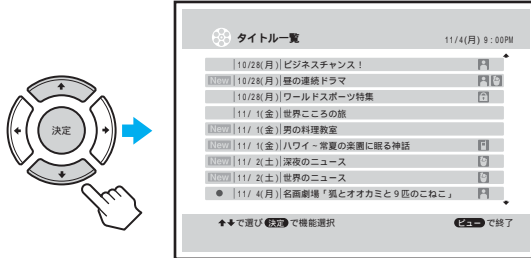 タイトル一覧 11/4(月) 9:00PM
10/28(月) ビジネスチャンス！
New 10/28(月) 昼の連続ドラマ
10/28(月) ワールドスポーツ特集
11/ 1(金) 世界こころの旅
New 11/ 1(金) 男の料理教室
New 11/ 1(金) ハワイ～常夏の楽園に眠る神話
New 11/ 2(土) 深夜のニュース
New 11/ 2(土) 世界のニュース
● 11/ 4(月) 名画劇場「狐とオオカミと９匹のこねこ」
決定
で選び 決定 で機能選択 ビュー で終了